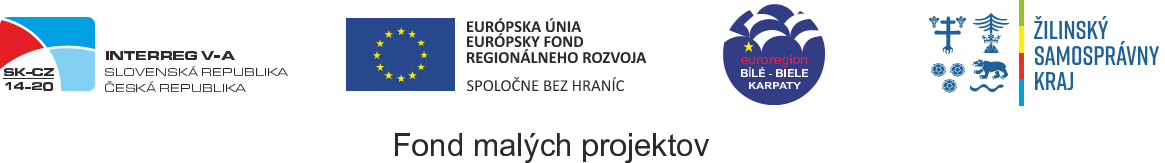 SK-CZ
14-20
INTERREG V-A
SLOVENSKÁ REPUBLIKA
ČESKÁ REPUBLIKA
EURÓPSKA ÚNIA
EURÓPSKY FOND
REGIONÁLNEHO ROZVOJA
SPOLOČNE BEZ HRANÍC
euroregion
BÍLÉ - BIELE
KARPATY
ŽILINSKÝ
SAMOSPRÁVNY
KRAJ
Fond malých projektov